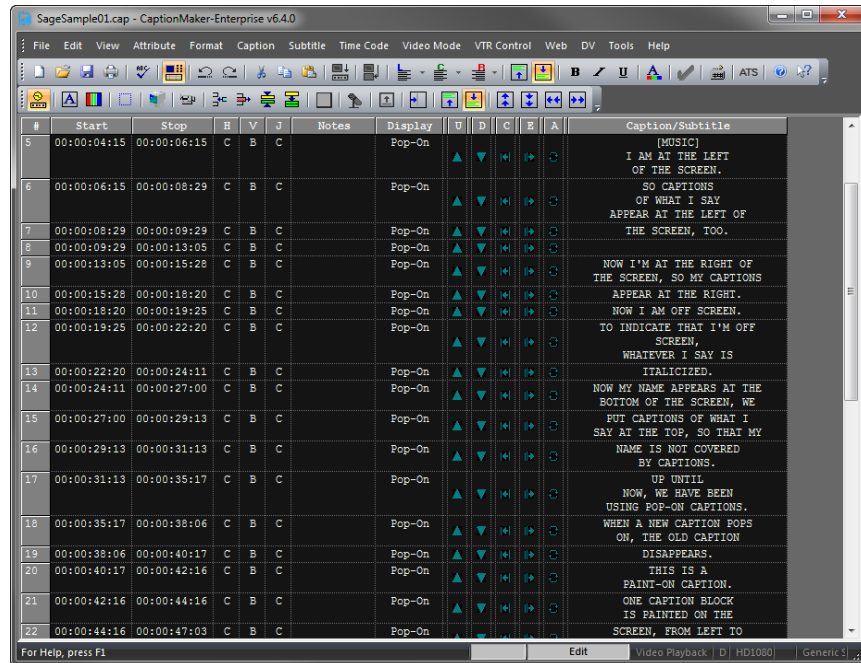 SageSample01.cap - CaptionMaker-Enterprise v6.4.0
File Edit View Attribute Format Caption Subtitle Time Code Video Mode VTR Control Web DV Tools Help
B I U A ATS
A
# Start Stop H V J Notes Display U D C E A Caption/Subtitle
5 00:00:04:15 00:00:06:15 C B C Pop-On [MUSIC]
I AM AT THE LEFT
OF THE SCREEN.
6 00:00:06:15 00:00:08:29 C B C Pop-On SO CAPTIONS
OF WHAT I SAY
APPEAR AT THE LEFT OF
7 00:00:08:29 00:00:09:29 C B C Pop-On THE SCREEN, TOO.
8 00:00:09:29 00:00:13:05 C B C Pop-On
9 00:00:13:05 00:00:15:28 C B C Pop-On NOW I'M AT THE RIGHT OF
THE SCREEN, SO MY CAPTIONS
10 00:00:15:28 00:00:18:20 C B C Pop-On APPEAR AT THE RIGHT.
11 00:00:18:20 00:00:19:25 C B C Pop-On NOW I AM OFF SCREEN.
12 00:00:19:25 00:00:22:20 C B C Pop-On TO INDICATE THAT I'M OFF
SCREEN,
WHATEVER I SAY IS
13 00:00:22:20 00:00:24:11 C B C Pop-On ITALICIZED.
14 00:00:24:11 00:00:27:00 C B C Pop-On NOW MY NAME APPEARS AT THE
BOTTOM OF THE SCREEN, WE
15 00:00:27:00 00:00:29:13 C B C Pop-On PUT CAPTIONS OF WHAT I
SAY AT THE TOP, SO THAT MY
16 00:00:29:13 00:00:31:13 C B C Pop-On NAME IS NOT COVERED
BY CAPTIONS.
17 00:00:31:13 00:00:35:17 C B C Pop-On UP UNTIL
NOW, WE HAVE BEEN
USING POP-ON CAPTIONS.
18 00:00:35:17 00:00:38:06 C B C Pop-On WHEN A NEW CAPTION POPS
ON, THE OLD CAPTION
19 00:00:38:06 00:00:40:17 C B C Pop-On DISAPPEARS.
20 00:00:40:17 00:00:42:16 C B C Pop-On THIS IS A
PAINT-ON CAPTION.
21 00:00:42:16 00:00:44:16 C B C Pop-On ONE CAPTION BLOCK
IS PAINTED ON THE
22 00:00:44:16 00:00:47:03 C B C Pop-On SCREEN, FROM LEFT TO
For Help, press F1 Edit Video Playback D HD1080 Generic S